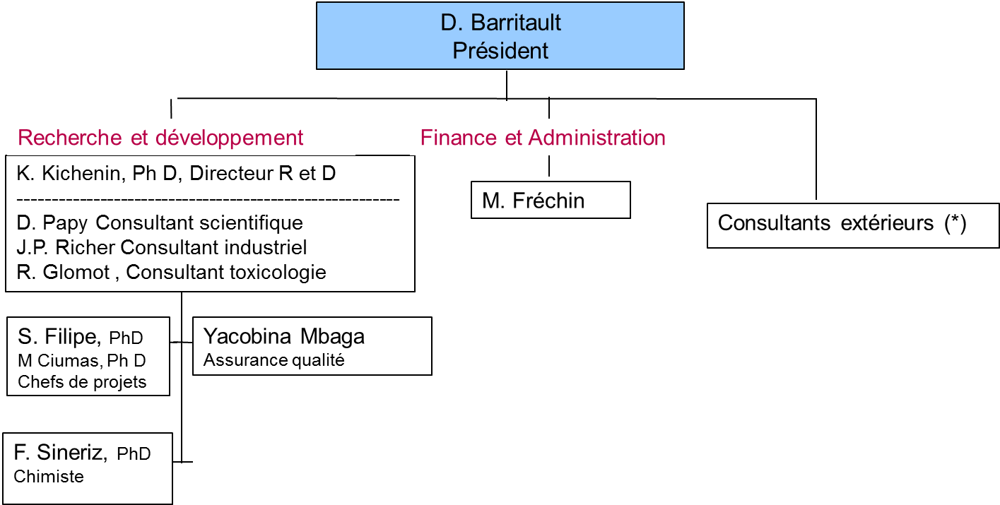 D. Barritault
Président
Recherche et développement
K. Kichenin, Ph D, Directeur R et D
------------------------------------------------------
D. Papy Consultant scientifique
J.P. Richer Consultant industriel
R. Glomot , Consultant toxicologie
Finance et Administration
M. Fréchin
Consultants extérieurs (*)
S. Filipe, PhD
M Ciumas, Ph D
Chefs de projets
Yacobina Mbaga
Assurance qualité
F. Sineriz, PhD
Chimiste